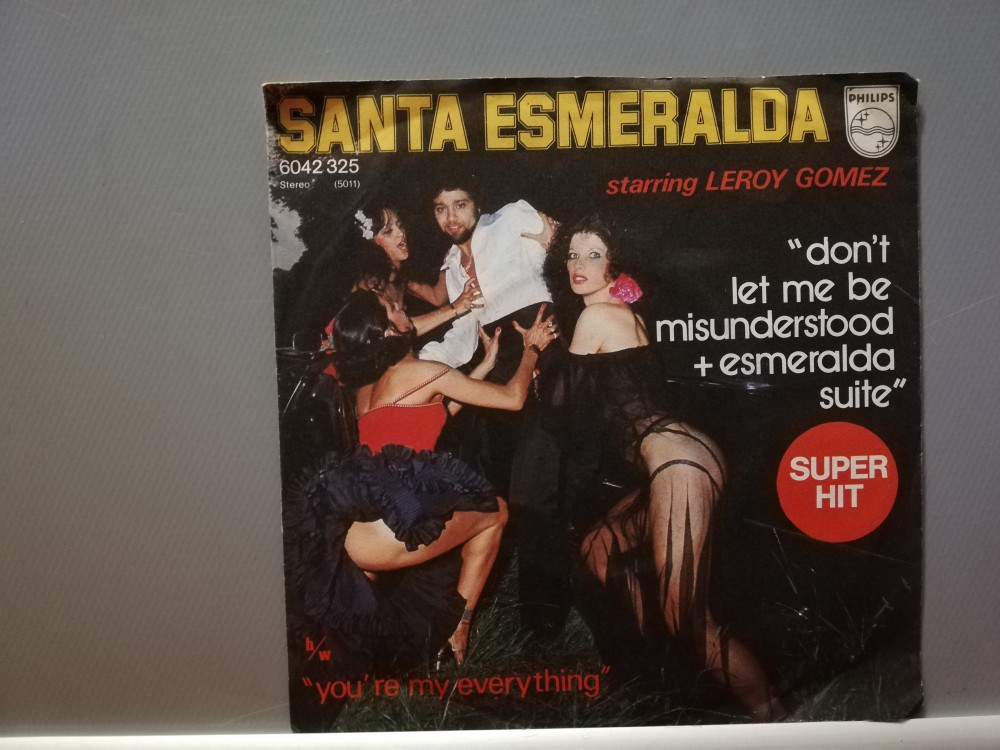 SANTA ESMERALDA
PHILIPS
6042 325
Stereo (5011)
starring LEROY GOMEZ
"don't
let me be
misunderstood
+ esmeralda
suite"
SUPER
HIT
b/w
"you're my everything"